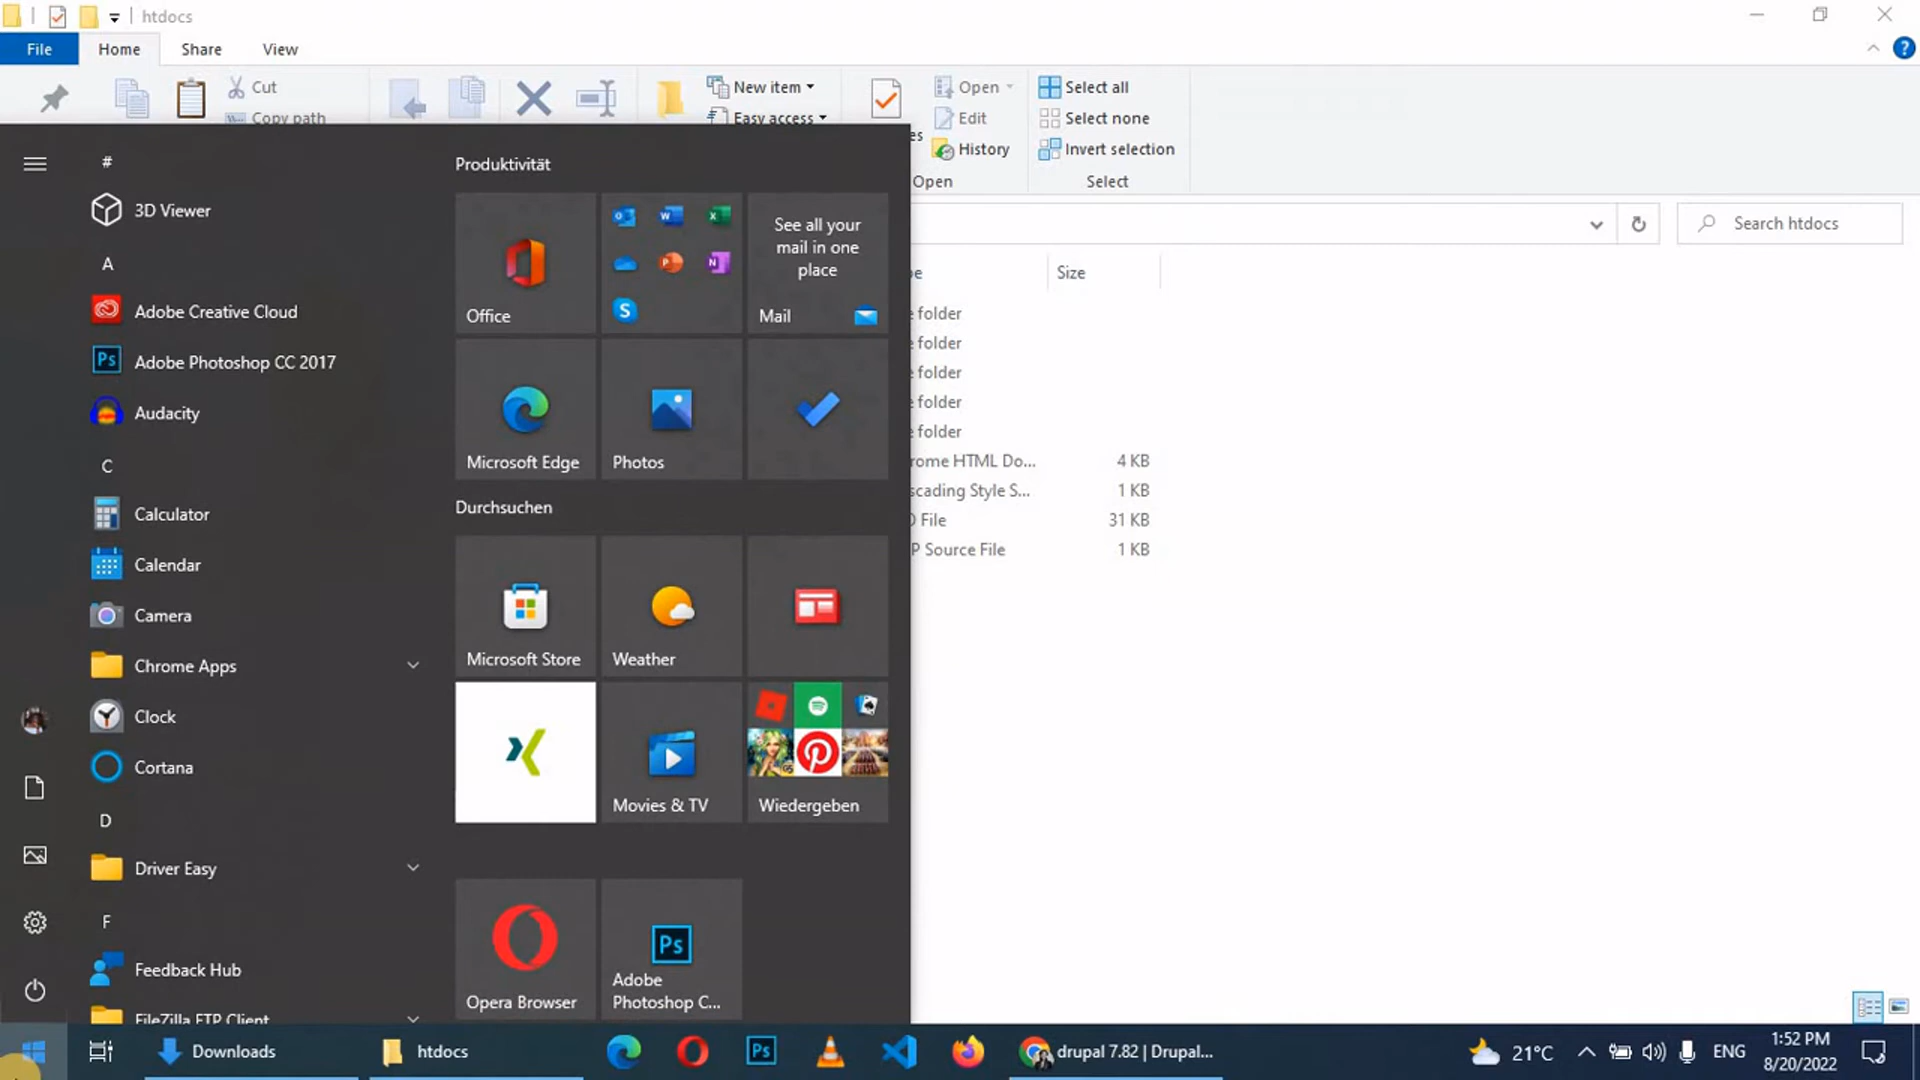 htdocs
File Home Share View
Cut
Copy path
New item
Easy access
Open
Edit
History
Select all
Select none
Invert selection
Open
Select
Search htdocs
Size
folder
folder
folder
folder
folder
rome HTML Do... 4 KB
scading Style S... 1 KB
File 31 KB
P Source File 1 KB
#
3D Viewer
A
Adobe Creative Cloud
Adobe Photoshop CC 2017
Audacity
C
Calculator
Calendar
Camera
Chrome Apps
Clock
Cortana
D
Driver Easy
F
Feedback Hub
FileZilla FTP Client
Produktivität
Office
See all your
mail in one
place
Mail
Microsoft Edge
Photos
Durchsuchen
Microsoft Store
Weather
Movies & TV
Wiedergeben
Opera Browser
Ps
Adobe
Photoshop C...
Downloads
htdocs
Ps
drupal 7.82 | Drupal...
21°C
ENG
1:52 PM
8/20/2022